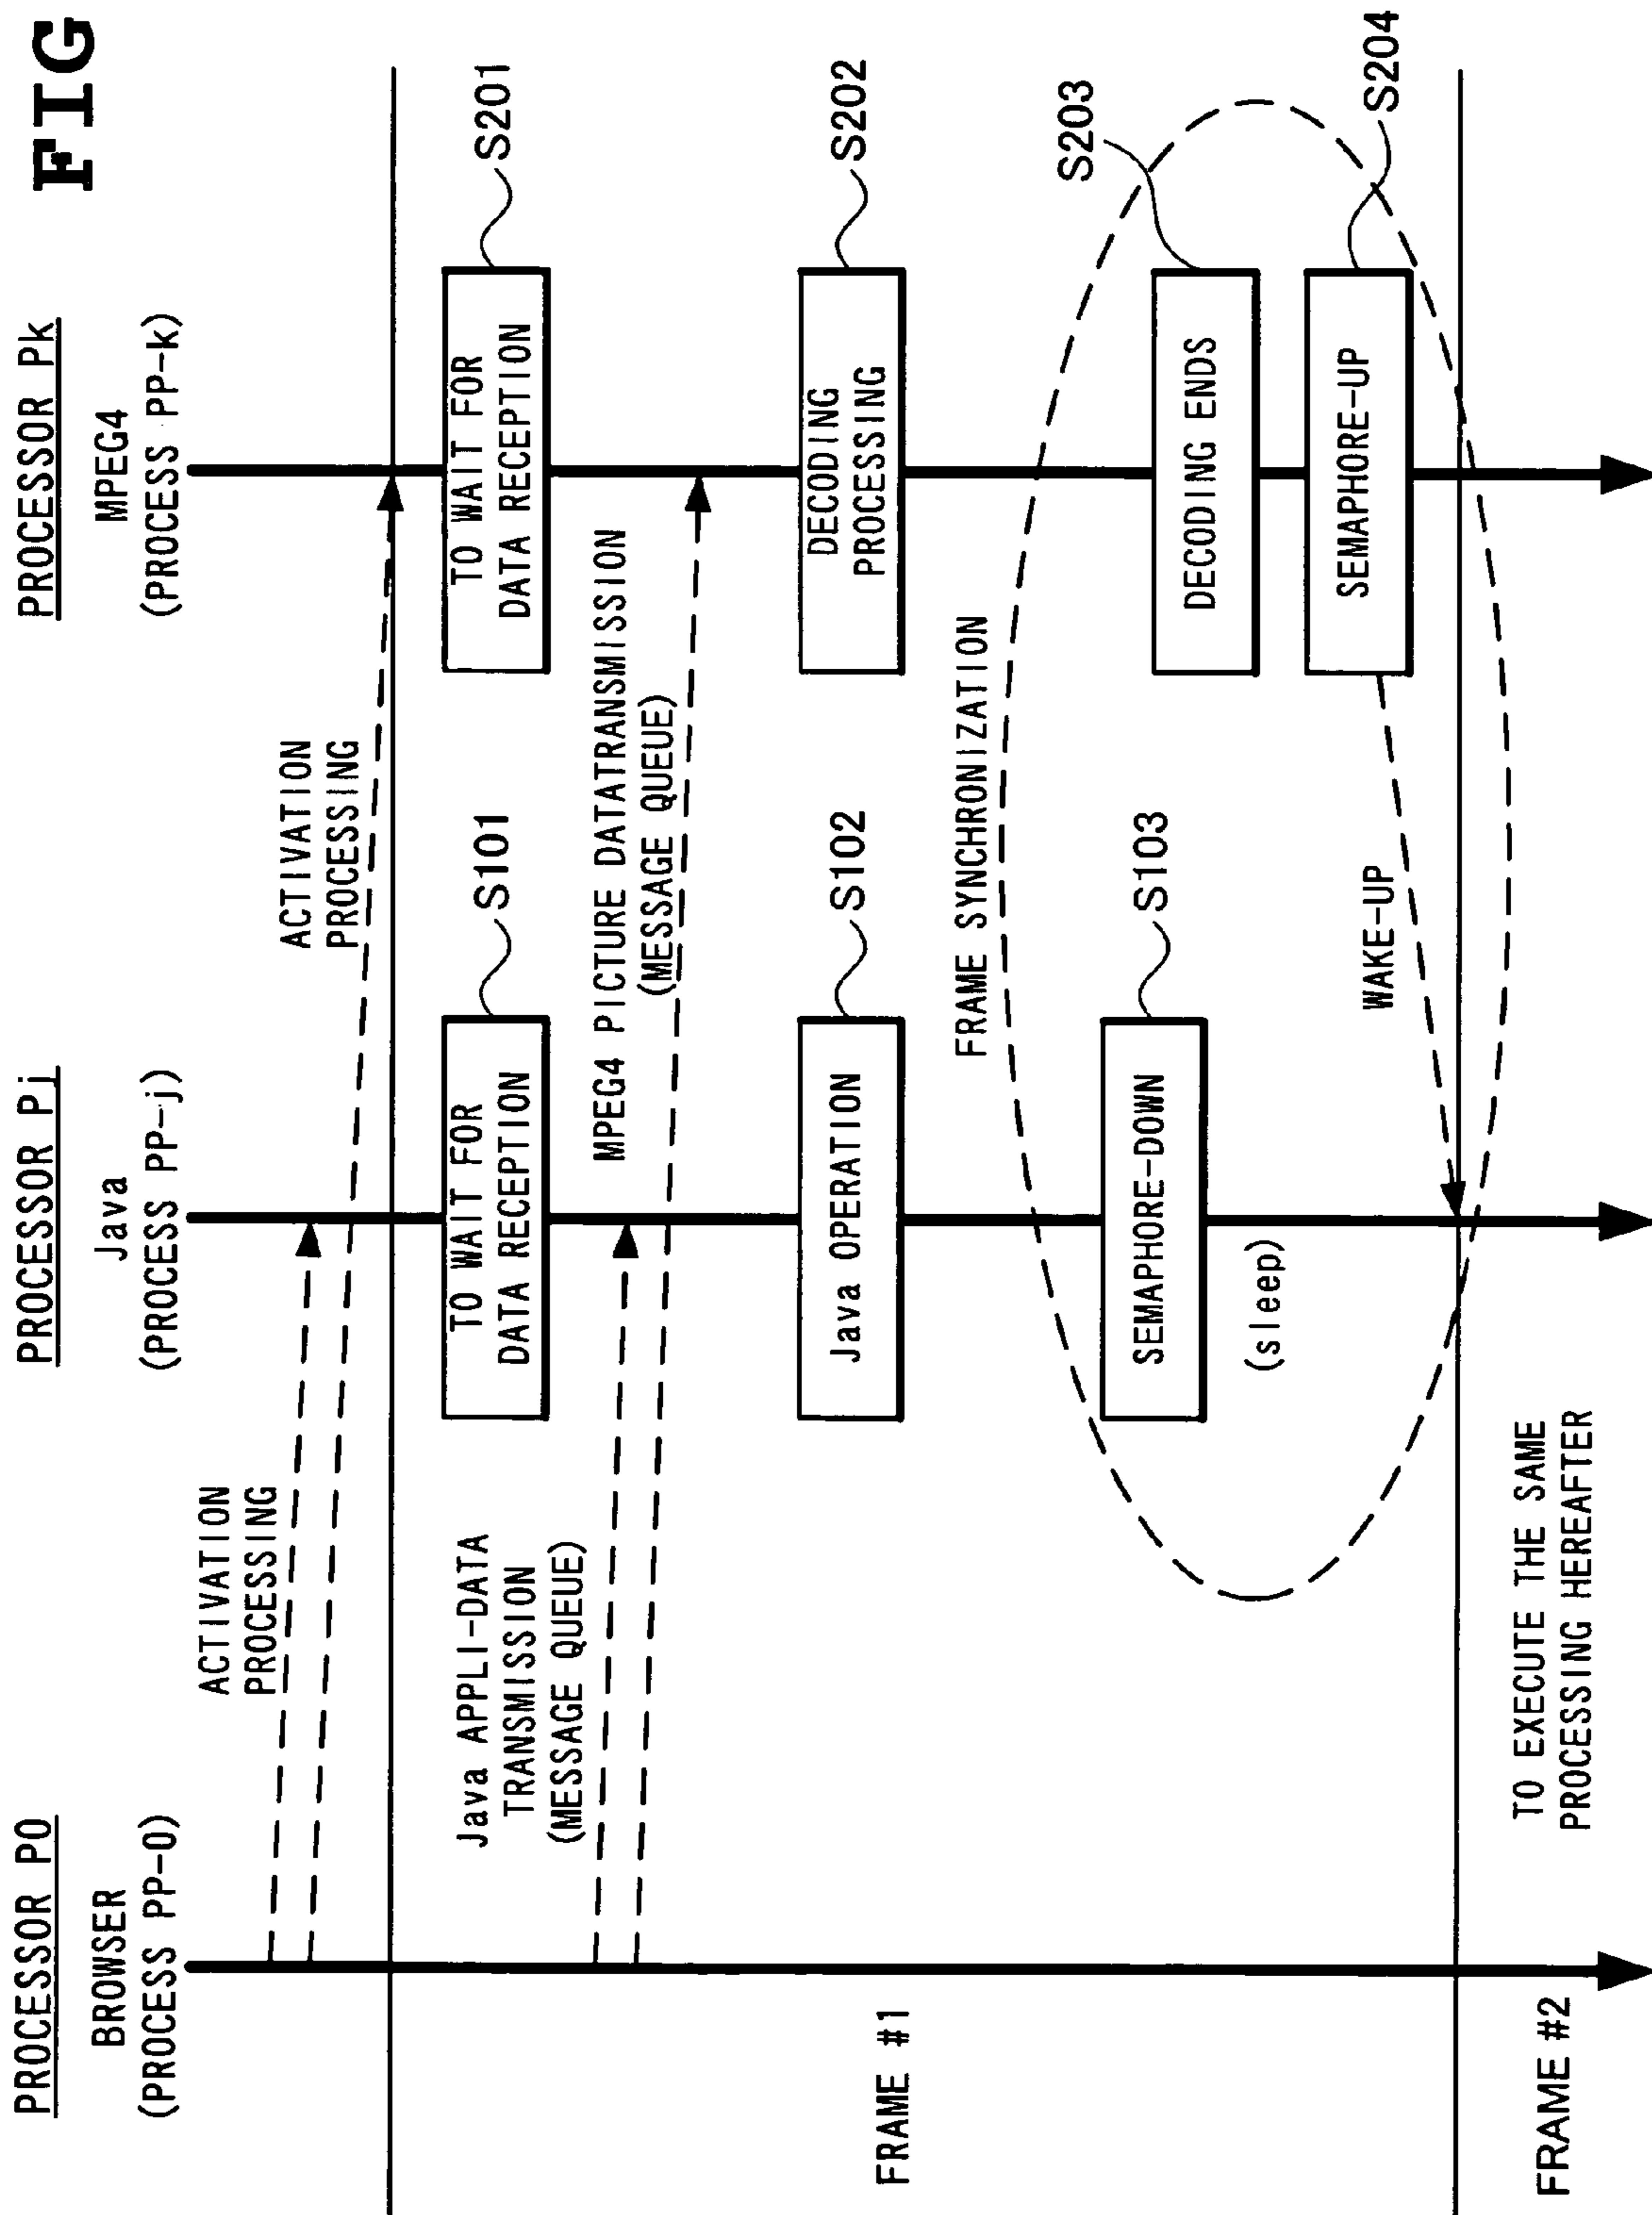 FIG
PROCESSOR P0
BROWSER
(PROCESS PP-0)
PROCESSOR Pj
Java
(PROCESS PP-j)
PROCESSOR Pk
MPEG4
(PROCESS PP-k)
ACTIVATION
PROCESSING
ACTIVATION
PROCESSING
TO WAIT FOR
DATA RECEPTION
S101
TO WAIT FOR
DATA RECEPTION
S201
Java APPLI-DATA
TRANSMISSION
(MESSAGE QUEUE)
MPEG4 PICTURE DATATRANSMISSION
(MESSAGE QUEUE)
FRAME #1
Java OPERATION
S102
DECODING
PROCESSING
S202
FRAME SYNCHRONIZATION
SEMAPHORE-DOWN
S103
(sleep)
DECODING ENDS
S203
SEMAPHORE-UP
S204
WAKE-UP
FRAME #2
TO EXECUTE THE SAME
PROCESSING HEREAFTER